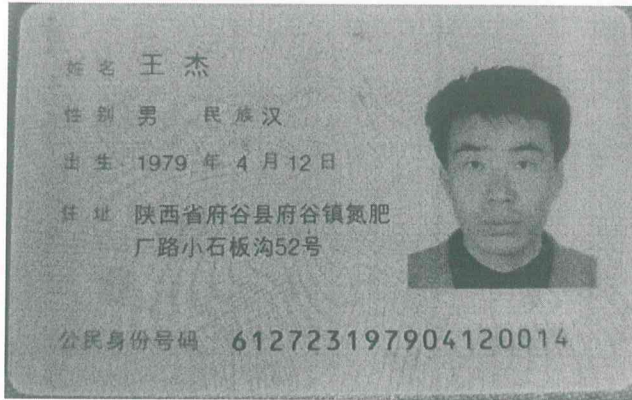 姓名 王杰
性别 男 民族 汉
出生 1979 年 4 月 12 日
住址 陕西省府谷县府谷镇氮肥
厂路小石板沟52号
公民身份号码 612723197904120014